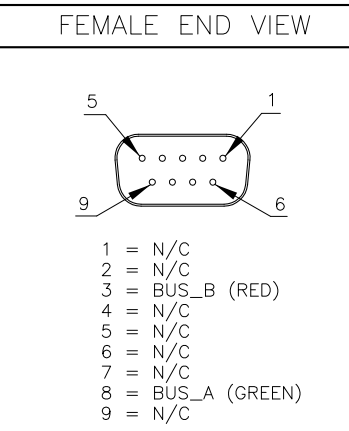 FEMALE END VIEW
5 1
9 6
1 = N/C
2 = N/C
3 = BUS_B (RED)
4 = N/C
5 = N/C
6 = N/C
7 = N/C
8 = BUS_A (GREEN)
9 = N/C